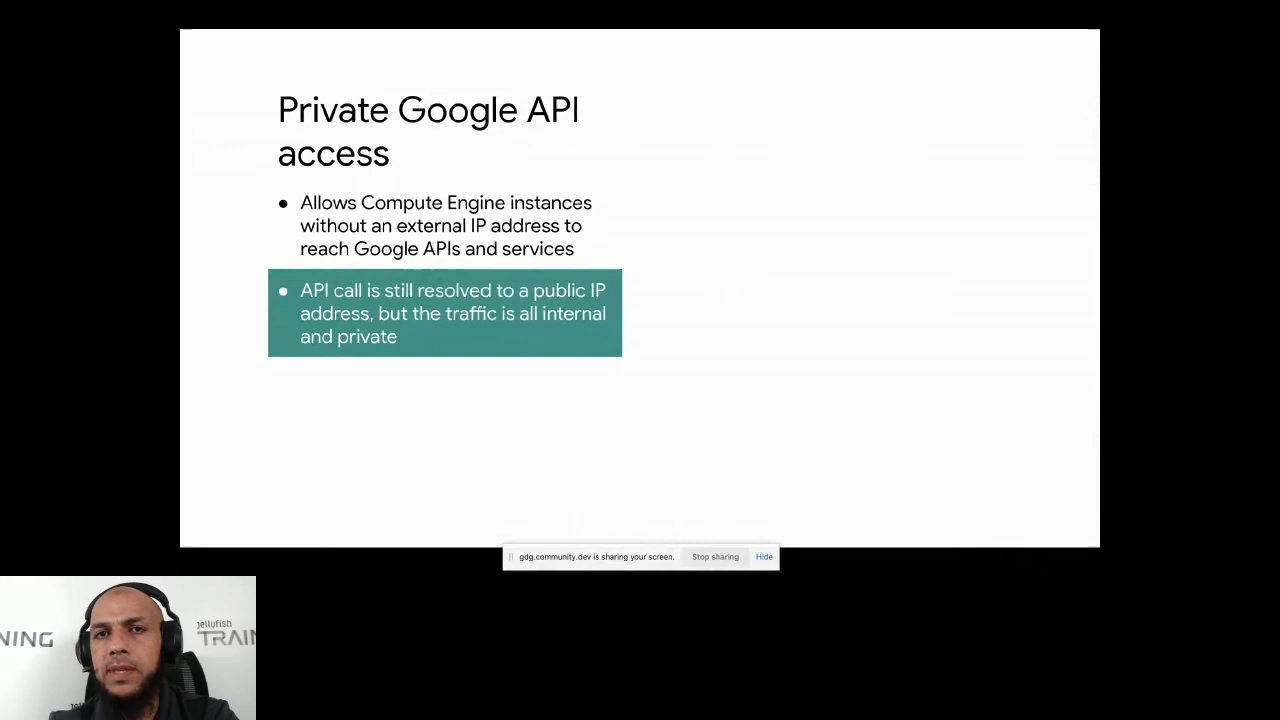 Private Google API
access
● Allows Compute Engine instances
without an external IP address to
reach Google APIs and services
● API call is still resolved to a public IP
address, but the traffic is all internal
and private
gdg.community.dev is sharing your screen. Stop sharing Hide
NING
jellyfish
TRAIN